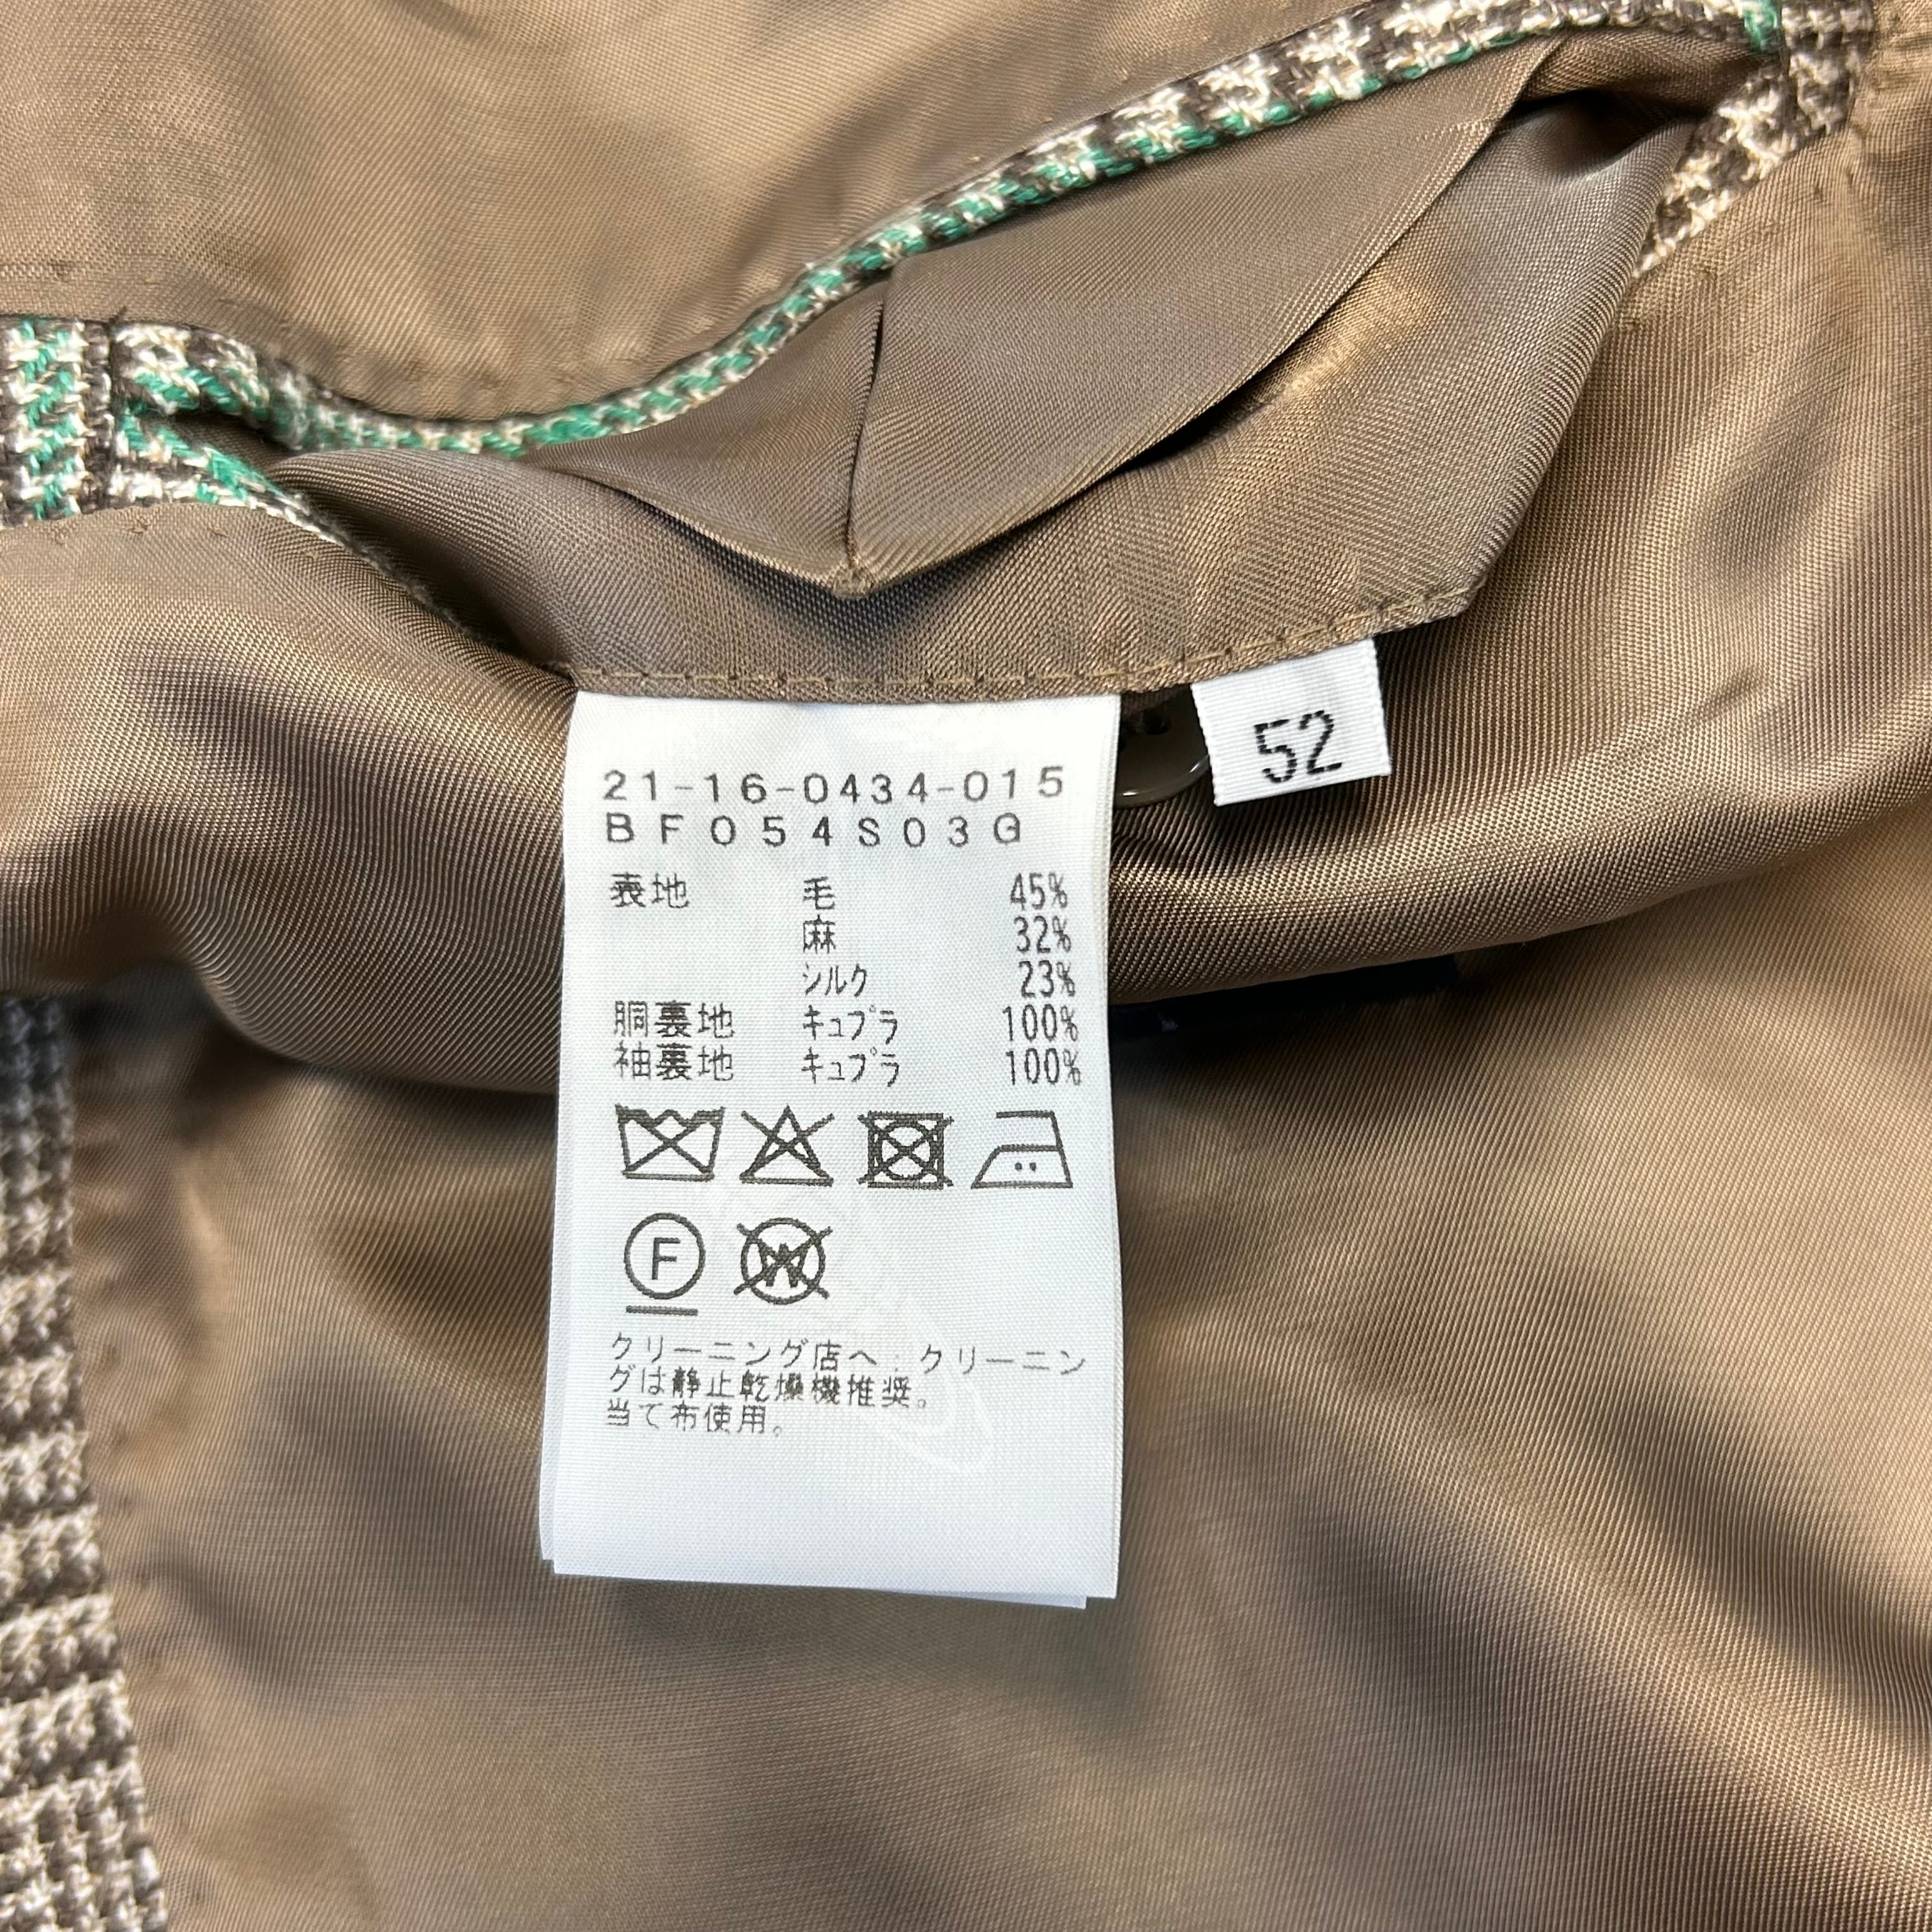 52
21-16-0434-015
BF054S03G
表地 毛 45%
麻 32%
シルク 23%
胴裏地 キュプラ 100%
袖裏地 キュプラ 100%
F W
クリーニング店へ.クリーニン
グは静止乾燥機推奨。
当て布使用。